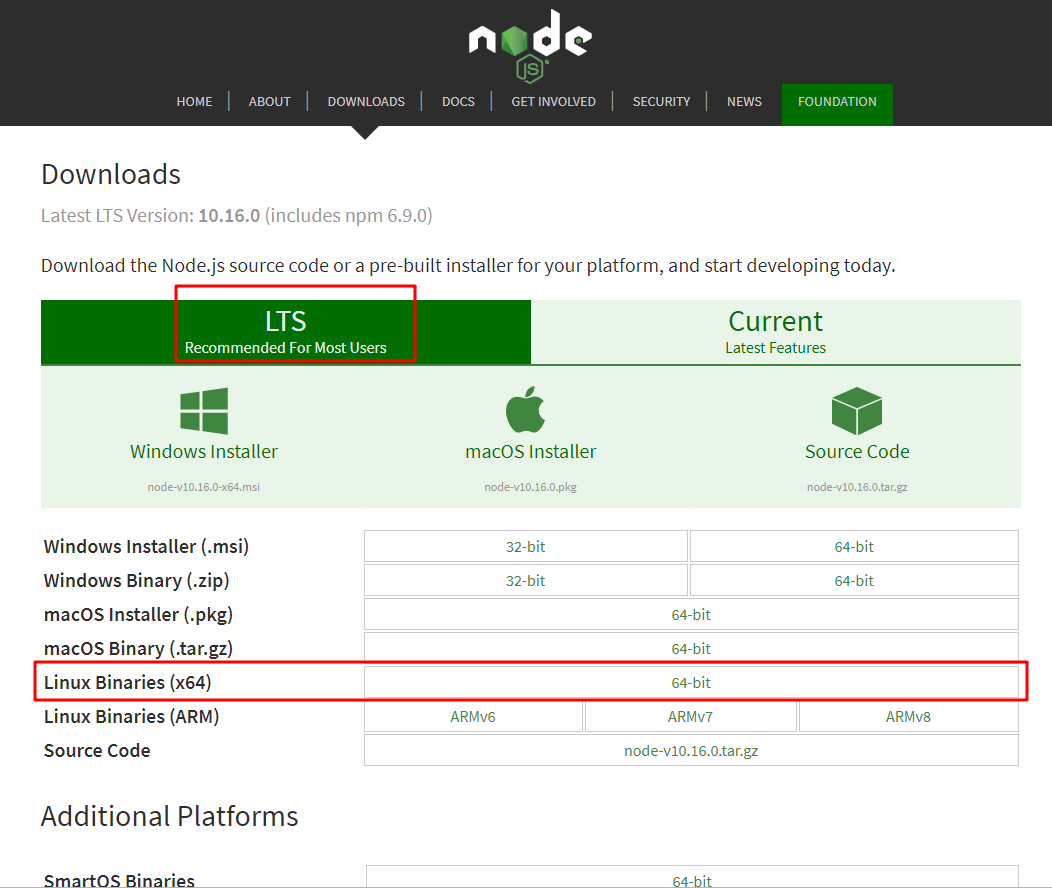 node
JS
HOME ABOUT DOWNLOADS DOCS GET INVOLVED SECURITY NEWS FOUNDATION
Downloads
Latest LTS Version: 10.16.0 (includes npm 6.9.0)
Download the Node.js source code or a pre-built installer for your platform, and start developing today.
LTS
Recommended For Most Users
Current
Latest Features
Windows Installer
node-v10.16.0-x64.msi
macOS Installer
node-v10.16.0.pkg
Source Code
node-v10.16.0.tar.gz
Windows Installer (.msi) 32-bit 64-bit
Windows Binary (.zip) 32-bit 64-bit
macOS Installer (.pkg) 64-bit
macOS Binary (.tar.gz) 64-bit
Linux Binaries (x64) 64-bit
Linux Binaries (ARM) ARMv6 ARMv7 ARMv8
Source Code node-v10.16.0.tar.gz
Additional Platforms
SmartOS Binaries 64-bit